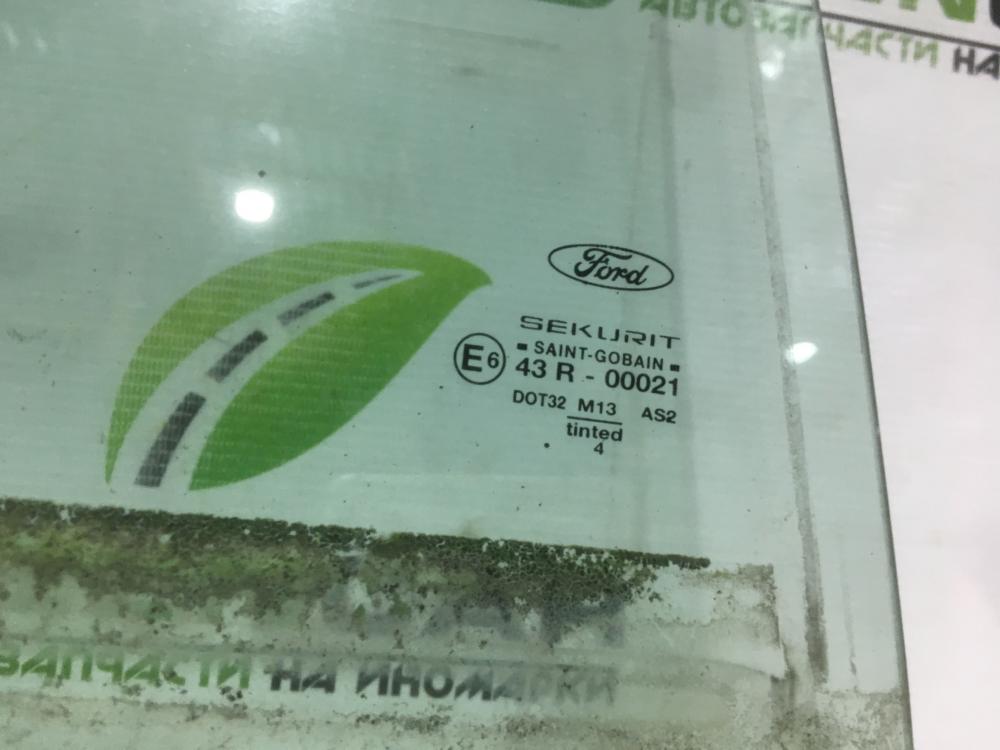 АВТОЗАПЧАСТИ НА
Ford
SEKURIT
SAINT-GOBAIN
E6 43 R - 00021
DOT32 M13 AS2
tinted
4
ЗАПЧАСТИ НА ИНОМАРКИ